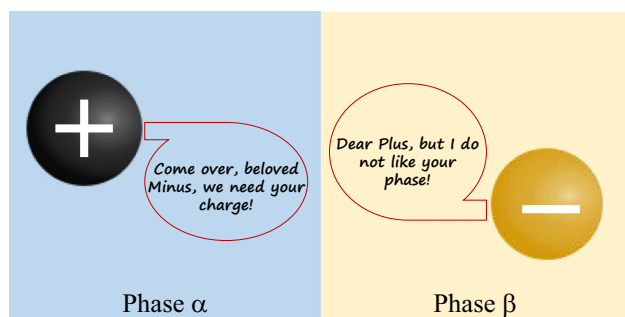 Come over, beloved
Minus, we need your
charge!
Dear Plus, but I do
not like your
phase!
Phase α
Phase β